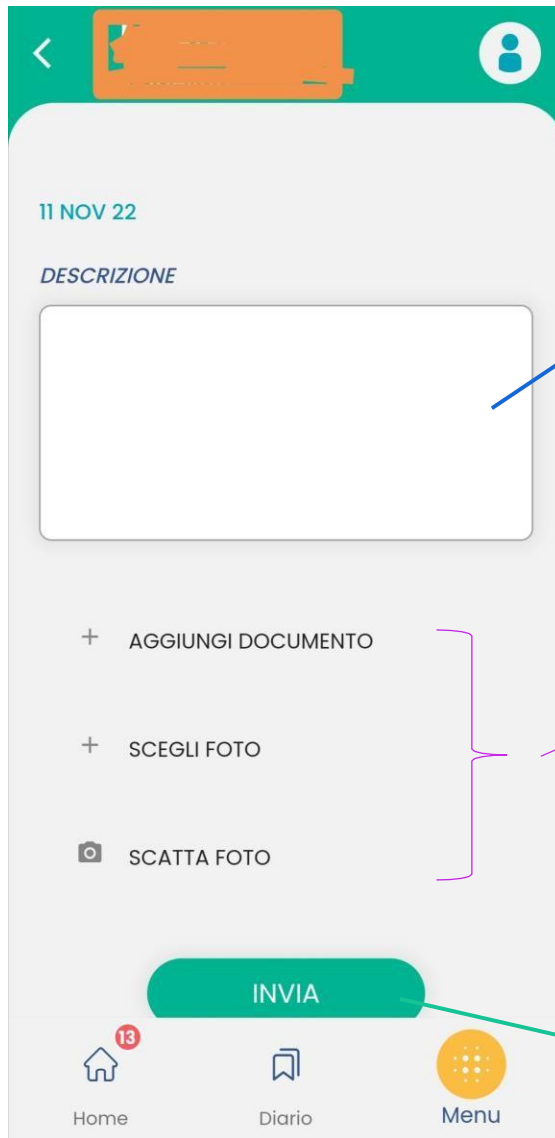 11 NOV 22
DESCRIZIONE
AGGIUNGI DOCUMENTO
SCEGLI FOTO
SCATTA FOTO
INVIA
13
Home Diario Menu